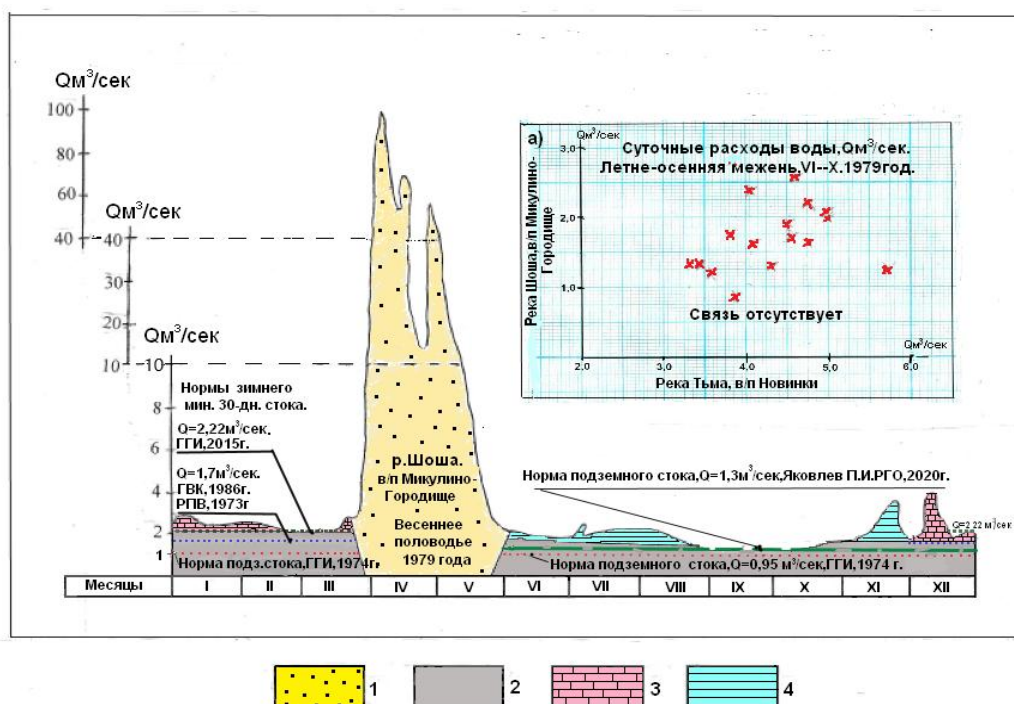 Qм³/сек
100
80
60
40
Qм³/сек
40
30
20
10
Qм³/сек
10
8
6
4
2
1
а)
Qм³/сек
Суточные расходы воды,Qм³/сек.
Летне-осенняя межень,VI--X.1979год.
3,0
2,0
1,0
Река Шоша,в/п Микулино-
Городище
Связь отсутствует
Qм³/сек
2,0 3,0 4,0 5,0 6,0
Река Тьма, в/п Новинки
Нормы зимнего
мин. 30-дн. стока.
Q=2,22м³/сек.
ГГИ,2015г.
Q=1,7м³/сек.
ГВК,1986г.
РПВ,1973г
р.Шоша.
в/п Микулино-
Городище
Весеннее
половодье
1979 года
Норма подземного стока,Q=1,3м³/сек,Яковлев П.И.РГО,2020г.
Q=2,22 м³/сек
Норма подз.стока,ГГИ,1974г.
Норма подземного стока,Q=0,95 м³/сек,ГГИ,1974 г.
Месяцы I II III IV V VI VII VIII IX X XI XII
1 2 3 4